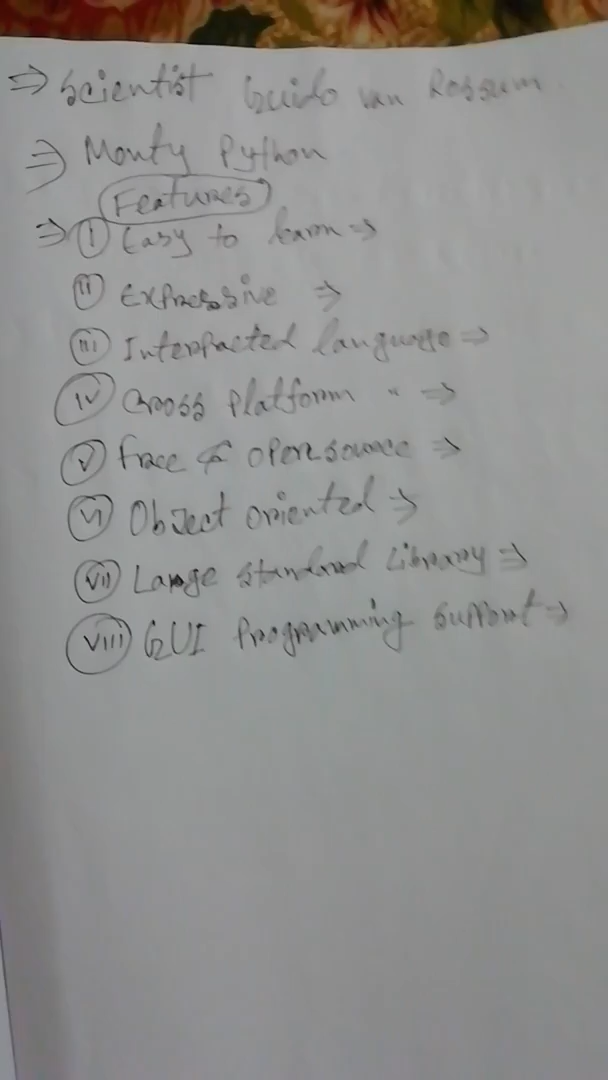 ⇒ Scientist Guido van Rossum
⇒ Monty Python
Features
⇒ (i) Easy to learn ⇒
(ii) Expressive ⇒
(iii) Interpreted language ⇒
(iv) Cross Platform " ⇒
(v) Free & open source ⇒
(vi) Object oriented ⇒
(vii) Large standard Library ⇒
(viii) GUI Programming Support ⇒